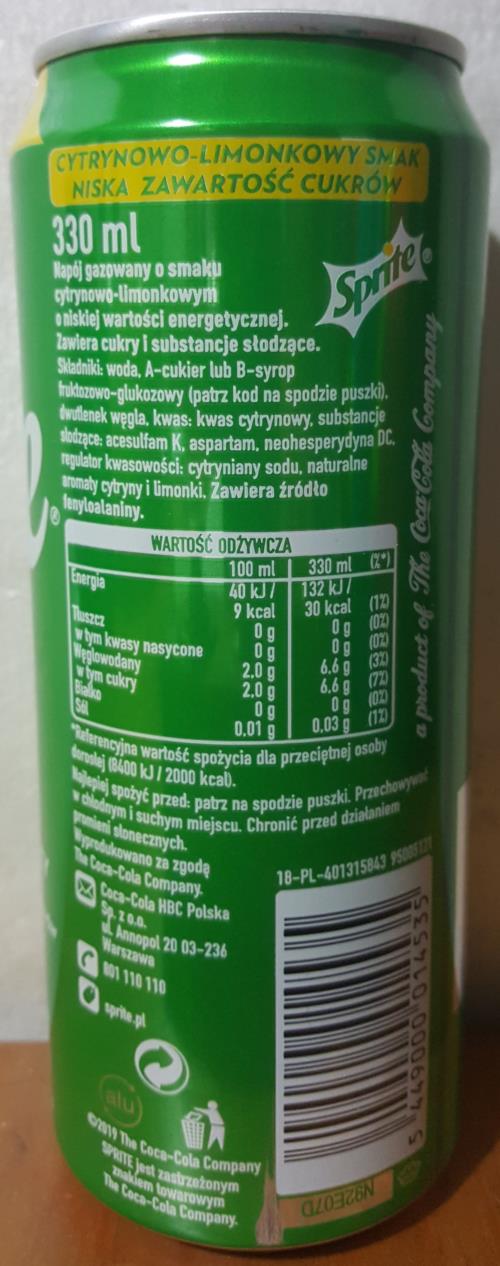 CYTRYNOWO-LIMONKOWY SMAK
NISKA ZAWARTOŚĆ CUKRÓW
330 ml
Sprite®
Napój gazowany o smaku
cytrynowo-limonkowym
o niskiej wartości energetycznej.
Zawiera cukry i substancje słodzące.
Składniki: woda, A-cukier lub B-syrop
fruktozowo-glukozowy (patrz kod na spodzie puszki),
dwutlenek węgla, kwas: kwas cytrynowy, substancje
słodzące: acesulfam K, aspartam, neohesperydyna DC,
regulator kwasowości: cytryniany sodu, naturalne
aromaty cytryny i limonki. Zawiera źródło
fenyloalaniny.
WARTOŚĆ ODŻYWCZA
100 ml 330 ml (%*)
Energia 40 kJ / 132 kJ /
9 kcal 30 kcal (1%)
Tłuszcz 0 g 0 g (0%)
w tym kwasy nasycone 0 g 0 g (0%)
Węglowodany 2.0 g 6.6 g (3%)
w tym cukry 2.0 g 6.6 g (7%)
Białko 0 g 0 g (0%)
Sól 0.01 g 0.03 g (1%)
*Referencyjna wartość spożycia dla przeciętnej osoby
dorosłej (8400 kJ / 2000 kcal).
Najlepiej spożyć przed: patrz na spodzie puszki. Przechowywać
w chłodnym i suchym miejscu. Chronić przed działaniem
promieni słonecznych.
Wyprodukowano za zgodą
The Coca-Cola Company.
Coca-Cola HBC Polska
Sp. z o.o.
ul. Annopol 20 03-236
Warszawa
801 110 110
sprite.pl
alu
©2019 The Coca-Cola Company
SPRITE jest zastrzeżonym
znakiem towarowym
The Coca-Cola Company.
a product of The Coca-Cola Company
18-PL-401315843 95005131
5 449000 014535
N92E07D